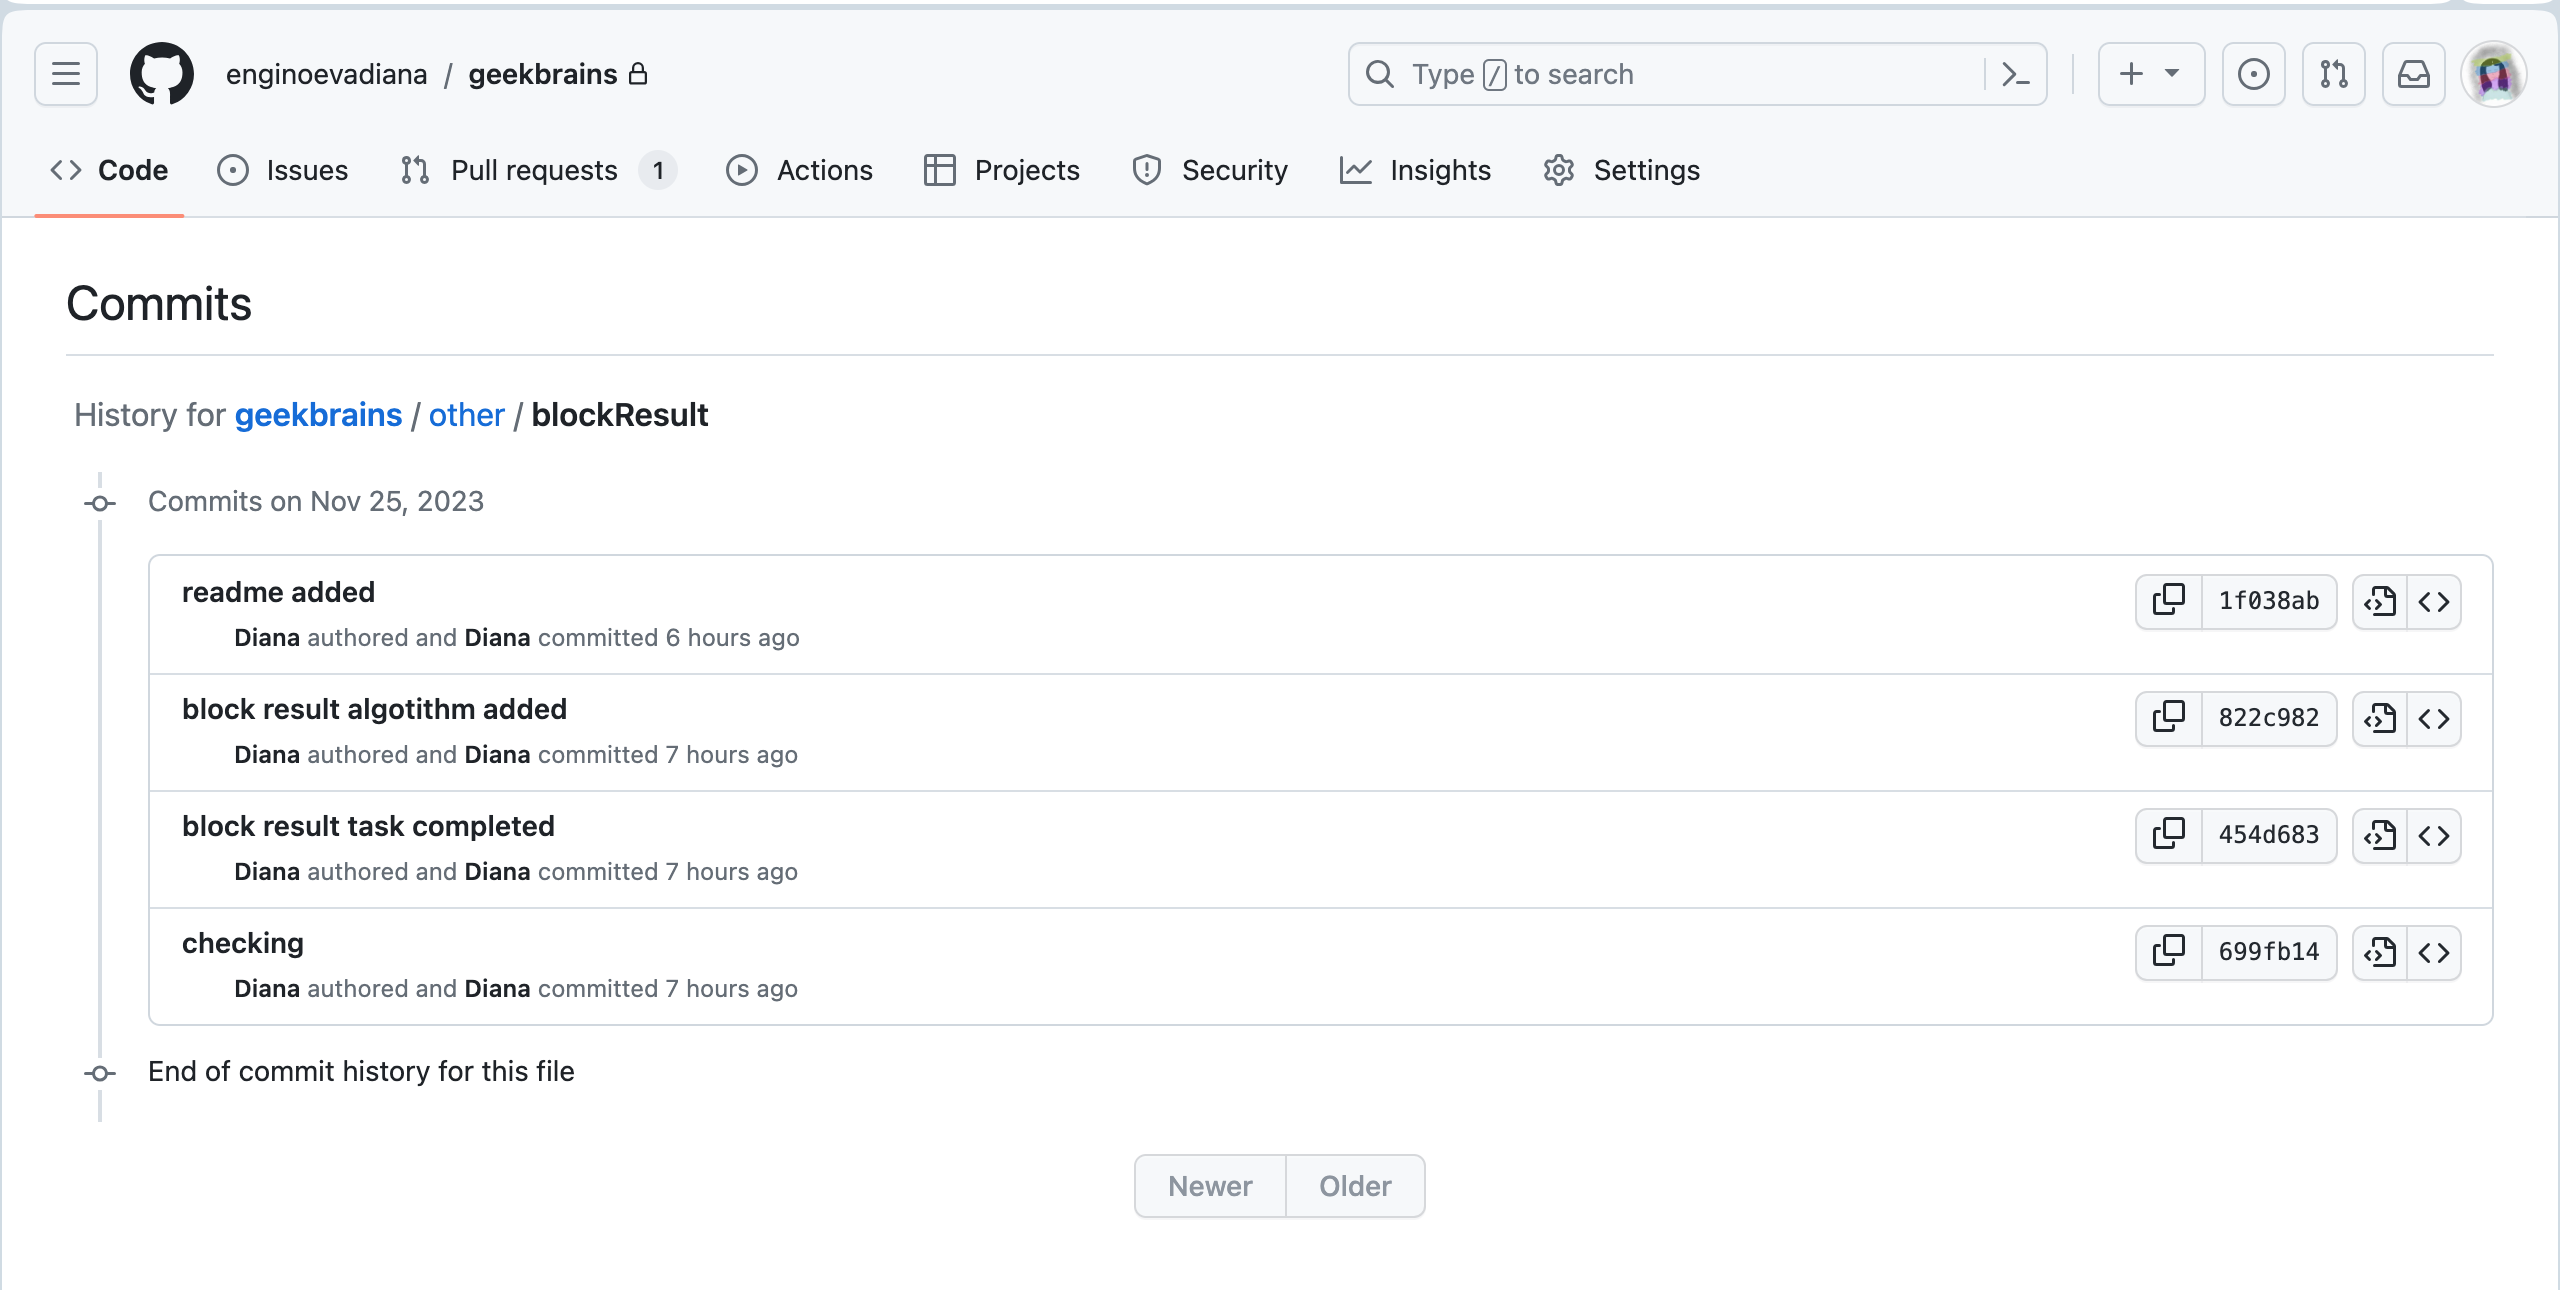 enginoevadiana / geekbrains
Type / to search
Code Issues Pull requests 1 Actions Projects Security Insights Settings
Commits
History for geekbrains / other / blockResult
Commits on Nov 25, 2023
readme added
1f038ab
Diana authored and Diana committed 6 hours ago
block result algotithm added
822c982
Diana authored and Diana committed 7 hours ago
block result task completed
454d683
Diana authored and Diana committed 7 hours ago
checking
699fb14
Diana authored and Diana committed 7 hours ago
End of commit history for this file
Newer Older